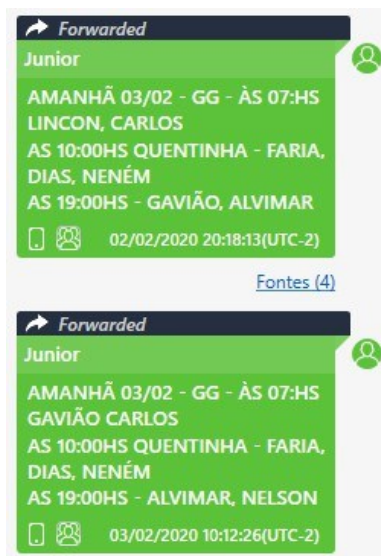 Forwarded
Junior
AMANHÃ 03/02 - GG - ÀS 07:HS
LINCON, CARLOS
AS 10:00HS QUENTINHA - FARIA,
DIAS, NENÉM
AS 19:00HS - GAVIÃO, ALVIMAR
02/02/2020 20:18:13(UTC-2)
Fontes (4)
Forwarded
Junior
AMANHÃ 03/02 - GG - ÀS 07:HS
GAVIÃO CARLOS
AS 10:00HS QUENTINHA - FARIA,
DIAS, NENÉM
AS 19:00HS - ALVIMAR, NELSON
03/02/2020 10:12:26(UTC-2)